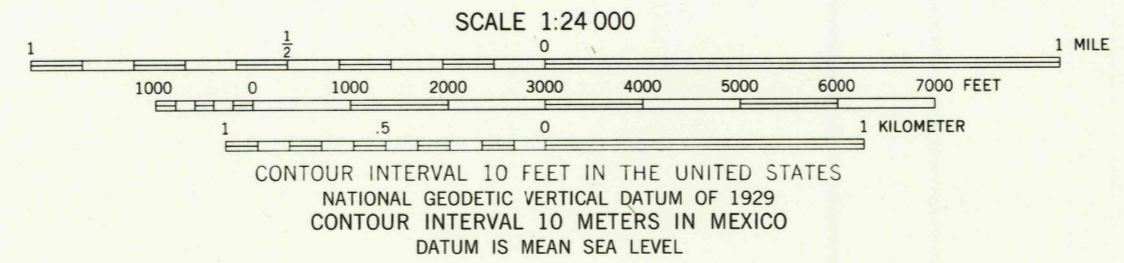 SCALE 1:24 000
1 1/2 0 1 MILE
1000 0 1000 2000 3000 4000 5000 6000 7000 FEET
1 .5 0 1 KILOMETER
CONTOUR INTERVAL 10 FEET IN THE UNITED STATES
NATIONAL GEODETIC VERTICAL DATUM OF 1929
CONTOUR INTERVAL 10 METERS IN MEXICO
DATUM IS MEAN SEA LEVEL